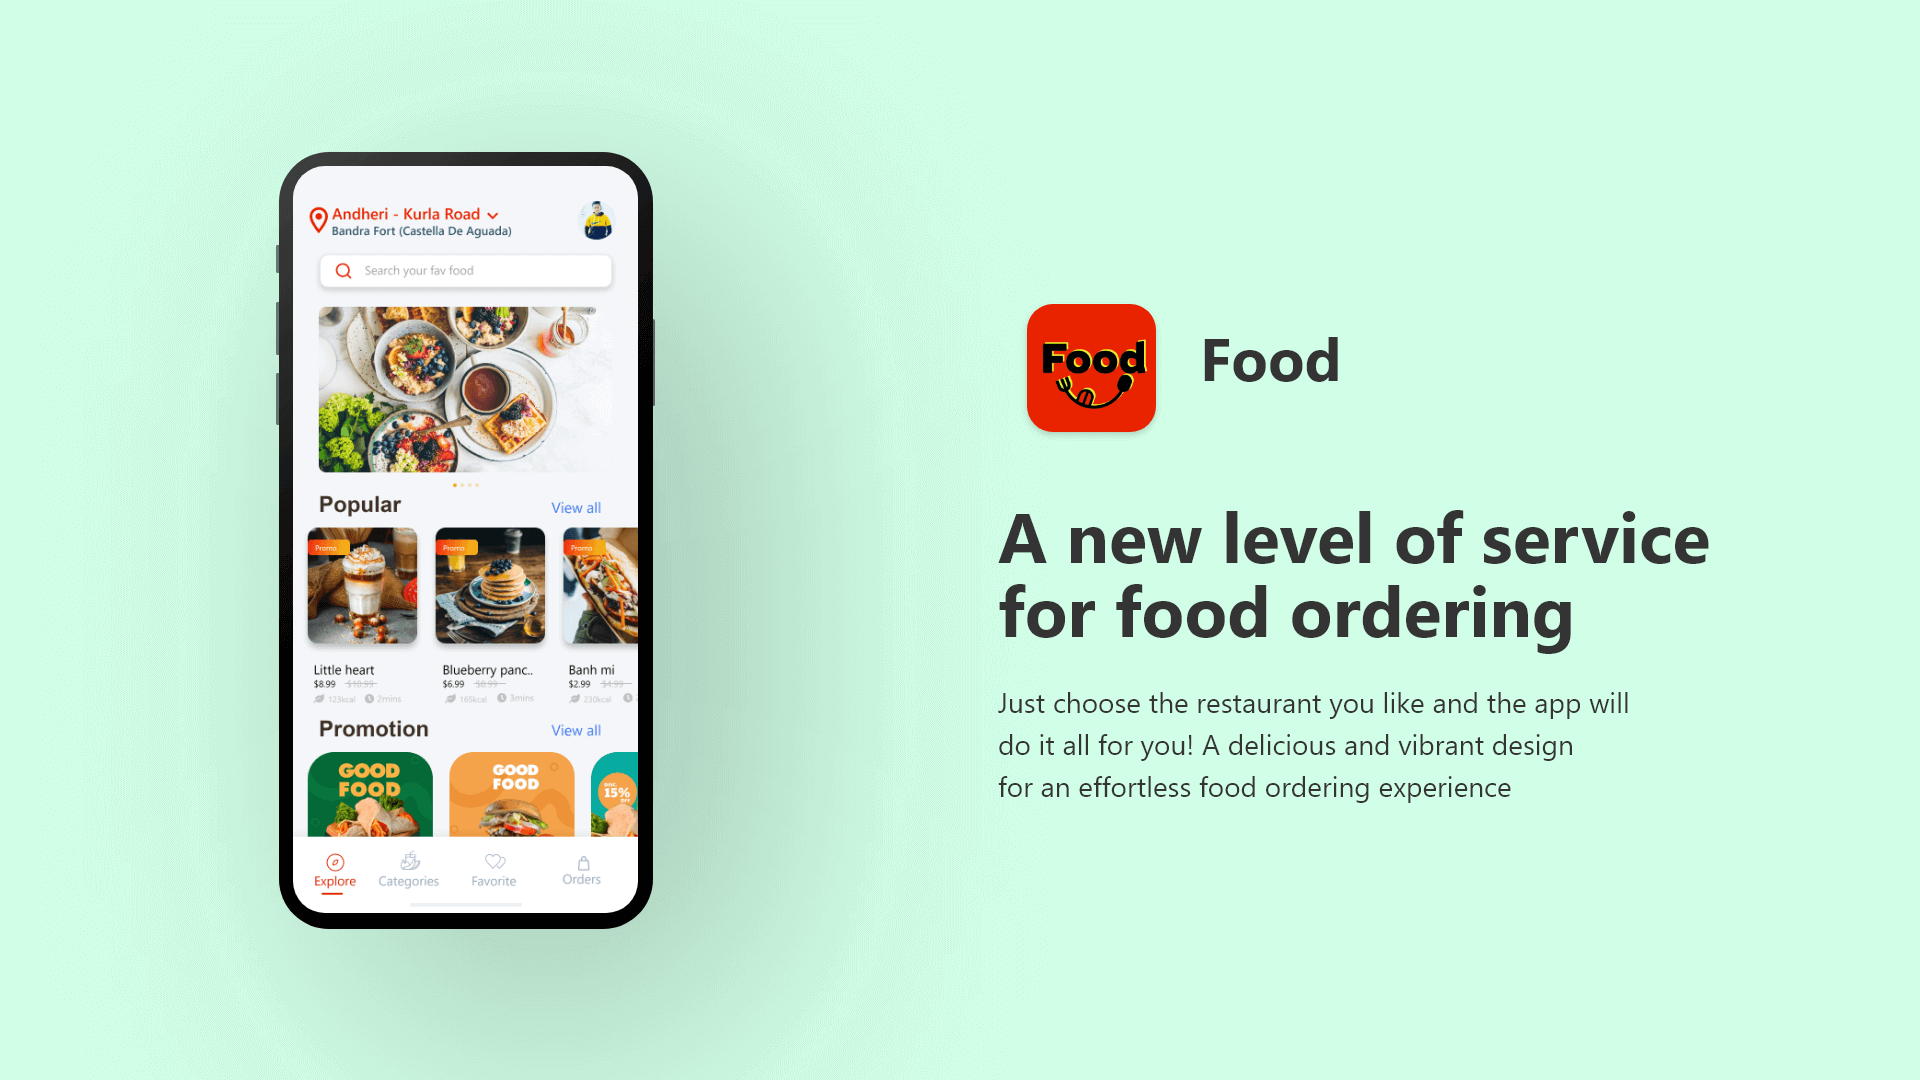 Andheri - Kurla Road
Bandra Fort (Castella De Aguada)
Search your fav food
Popular
View all
Promo
Promo
Promo
Little heart
$8.99 $10.99
123kcal 2mins
Blueberry panc..
$6.99 $8.99
165kcal 3mins
Banh mi
$2.99 $4.99
230kcal
Promotion
View all
GOOD
FOOD
GOOD
FOOD
15%
OFF
Explore
Categories
Favorite
Orders
Food
Food
A new level of service
for food ordering
Just choose the restaurant you like and the app will
do it all for you! A delicious and vibrant design
for an effortless food ordering experience